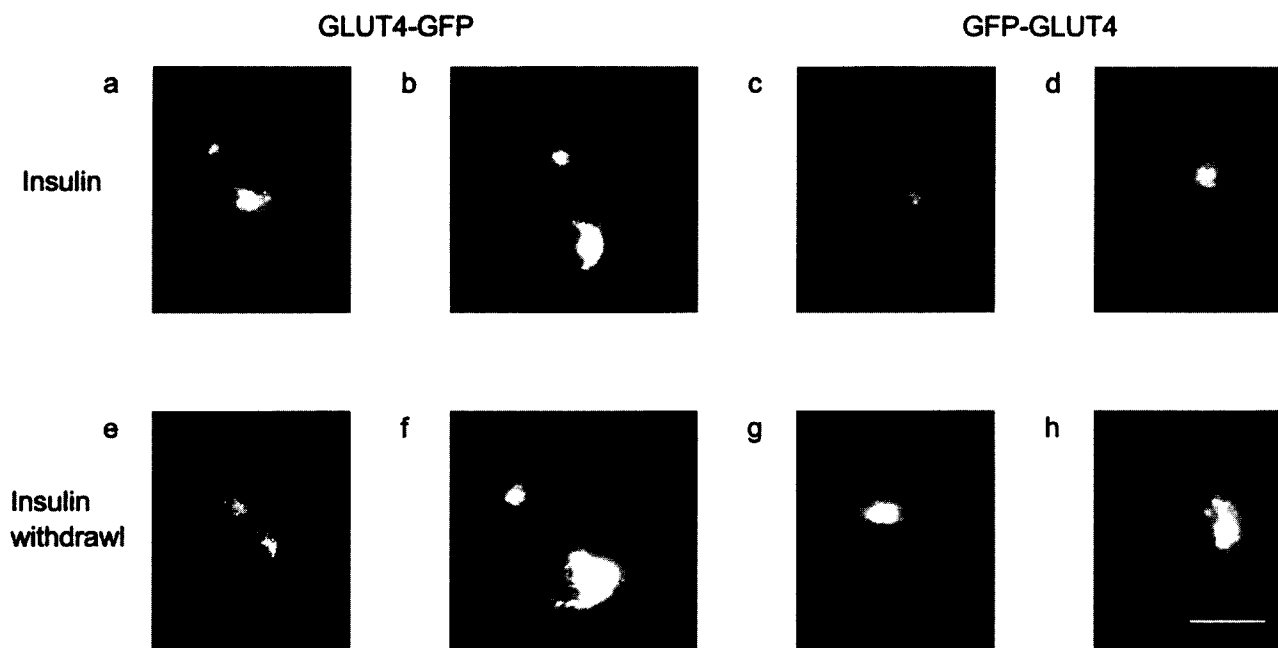 GLUT4-GFP GFP-GLUT4
a b c d
Insulin
e f g h
Insulin
withdrawl